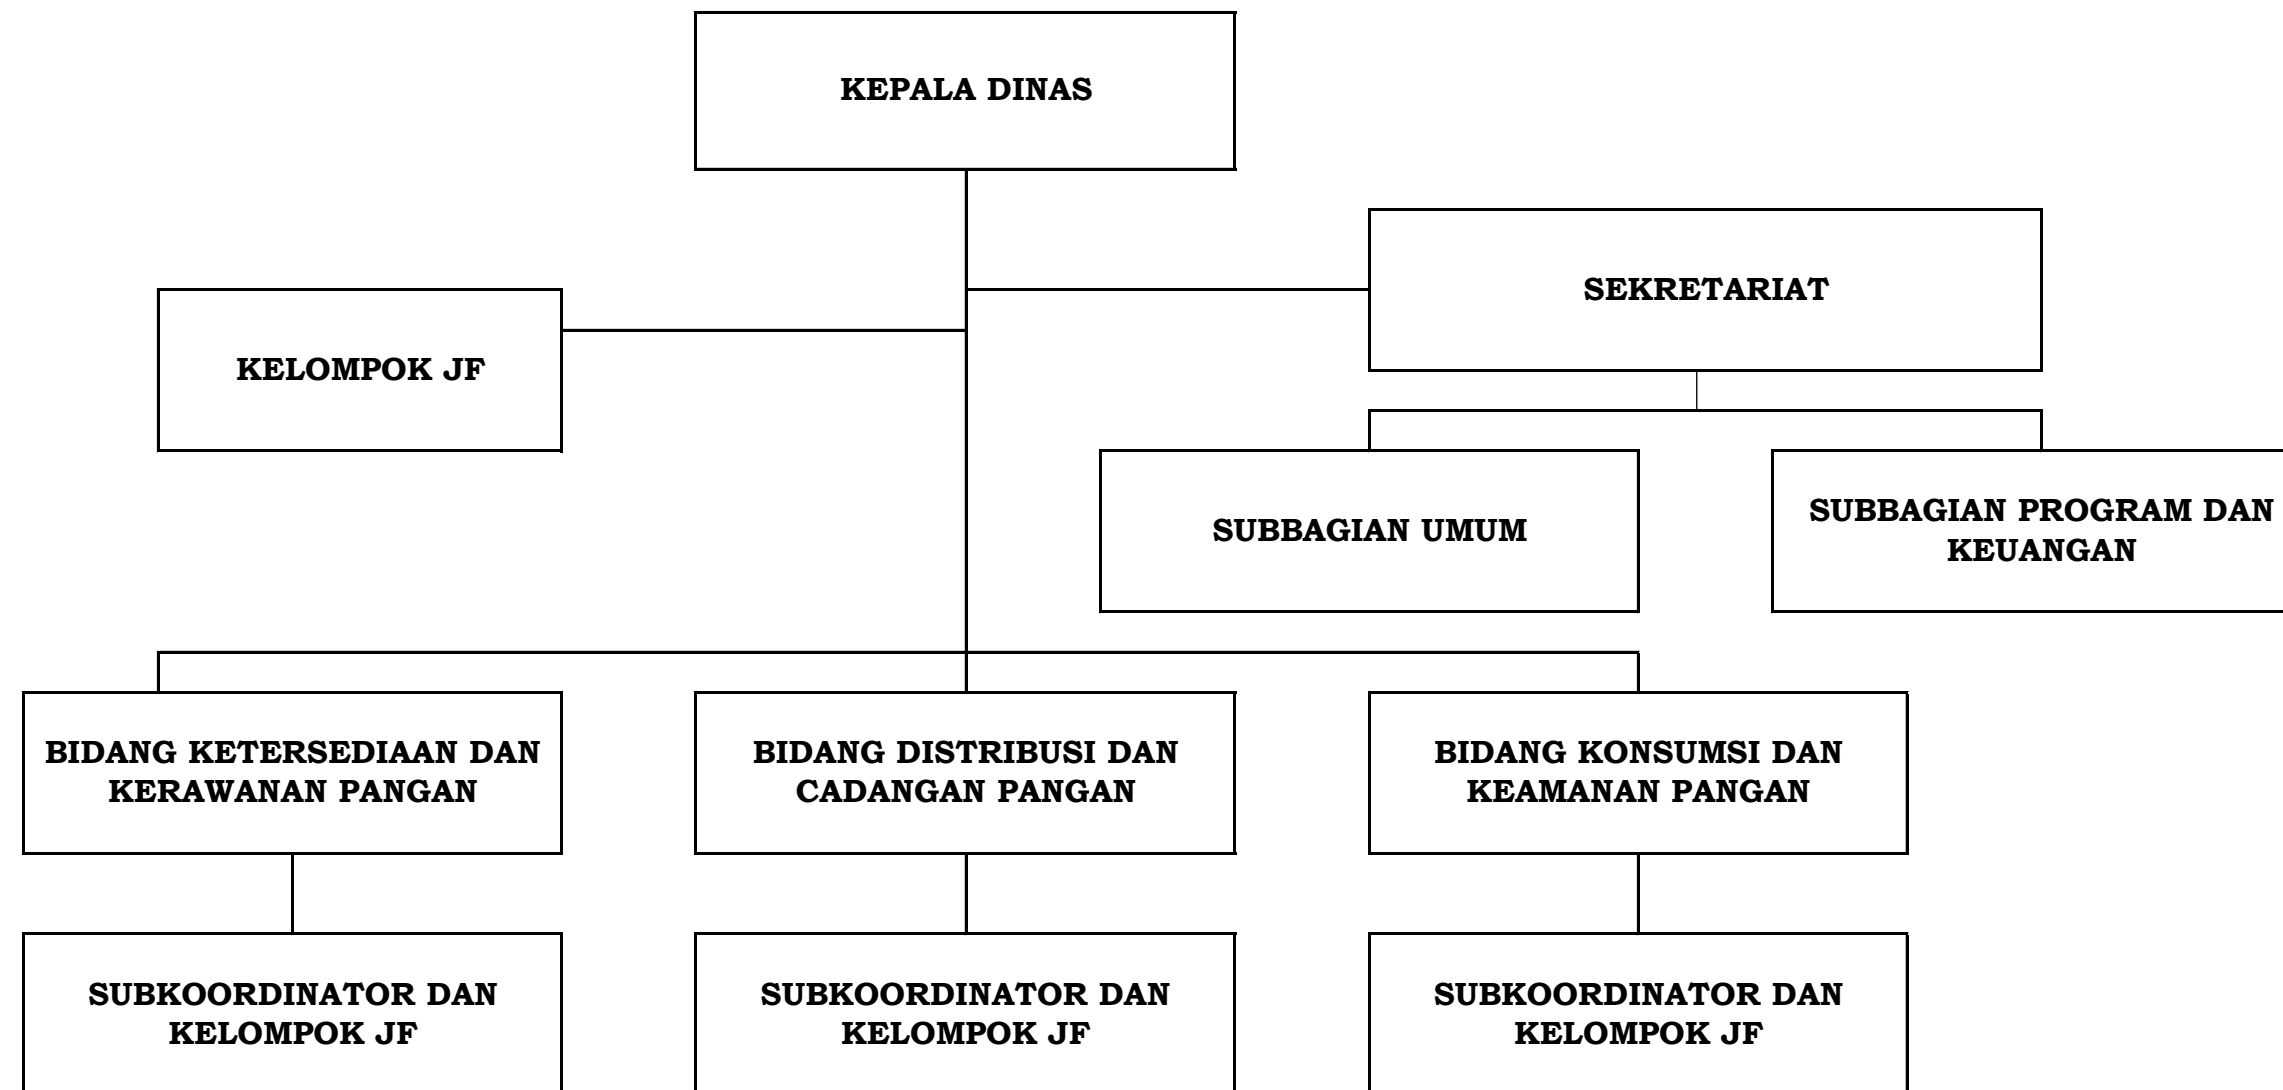 KEPALA DINAS
SEKRETARIAT
KELOMPOK JF
SUBBAGIAN UMUM
SUBBAGIAN PROGRAM DAN
KEUANGAN
BIDANG KETERSEDIAAN DAN
KERAWANAN PANGAN
BIDANG DISTRIBUSI DAN
CADANGAN PANGAN
BIDANG KONSUMSI DAN
KEAMANAN PANGAN
SUBKOORDINATOR DAN
KELOMPOK JF
SUBKOORDINATOR DAN
KELOMPOK JF
SUBKOORDINATOR DAN
KELOMPOK JF